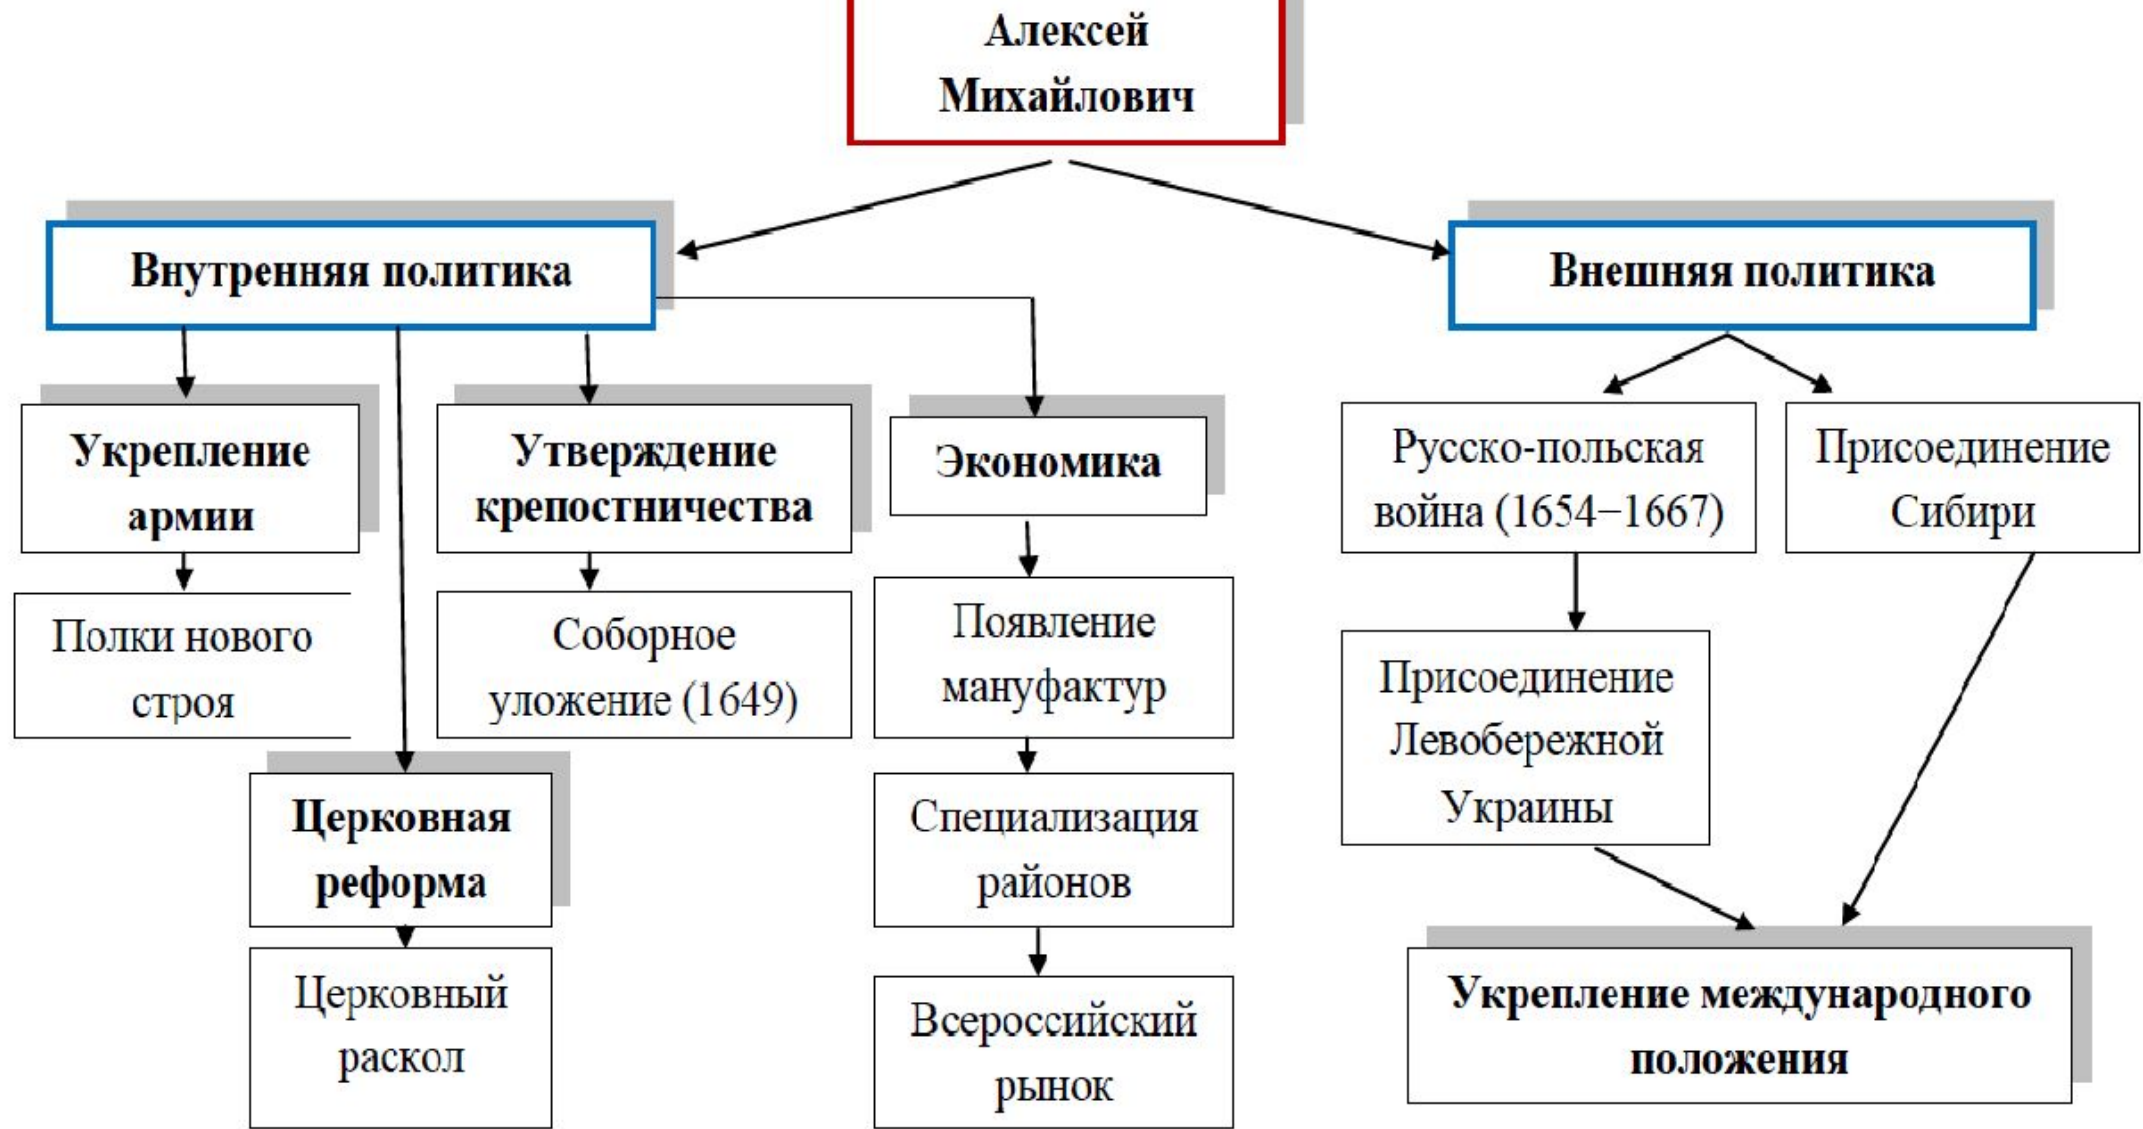 Алексей
Михайлович
Внутренняя политика
Внешняя политика
Укрепление
армии
Утверждение
крепостничества
Экономика
Русско-польская
война (1654–1667)
Присоединение
Сибири
Полки нового
строя
Соборное
уложение (1649)
Появление
мануфактур
Присоединение
Левобережной
Украины
Церковная
реформа
Специализация
районов
Церковный
раскол
Всероссийский
рынок
Укрепление международного
положения